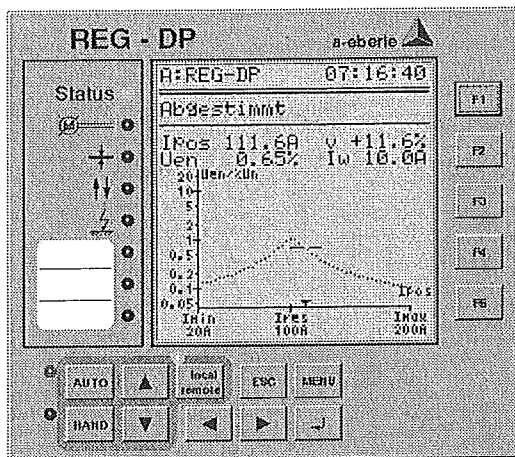 REG - DP
a-eberle
Status
A:REG-DP 07:16:40
Abgestimmt
Ipos 111.6A v +11.6%
Uen 0.65% Iw 10.0A
Uen/%Un
20
10
5
2
1
0.5
0.2
0.1
0.05
Ipos
Imin Ires Imax
20A 100A 200A
F1
F2
F3
F4
F5
AUTO
local
remote
ESC
MENU
HAND